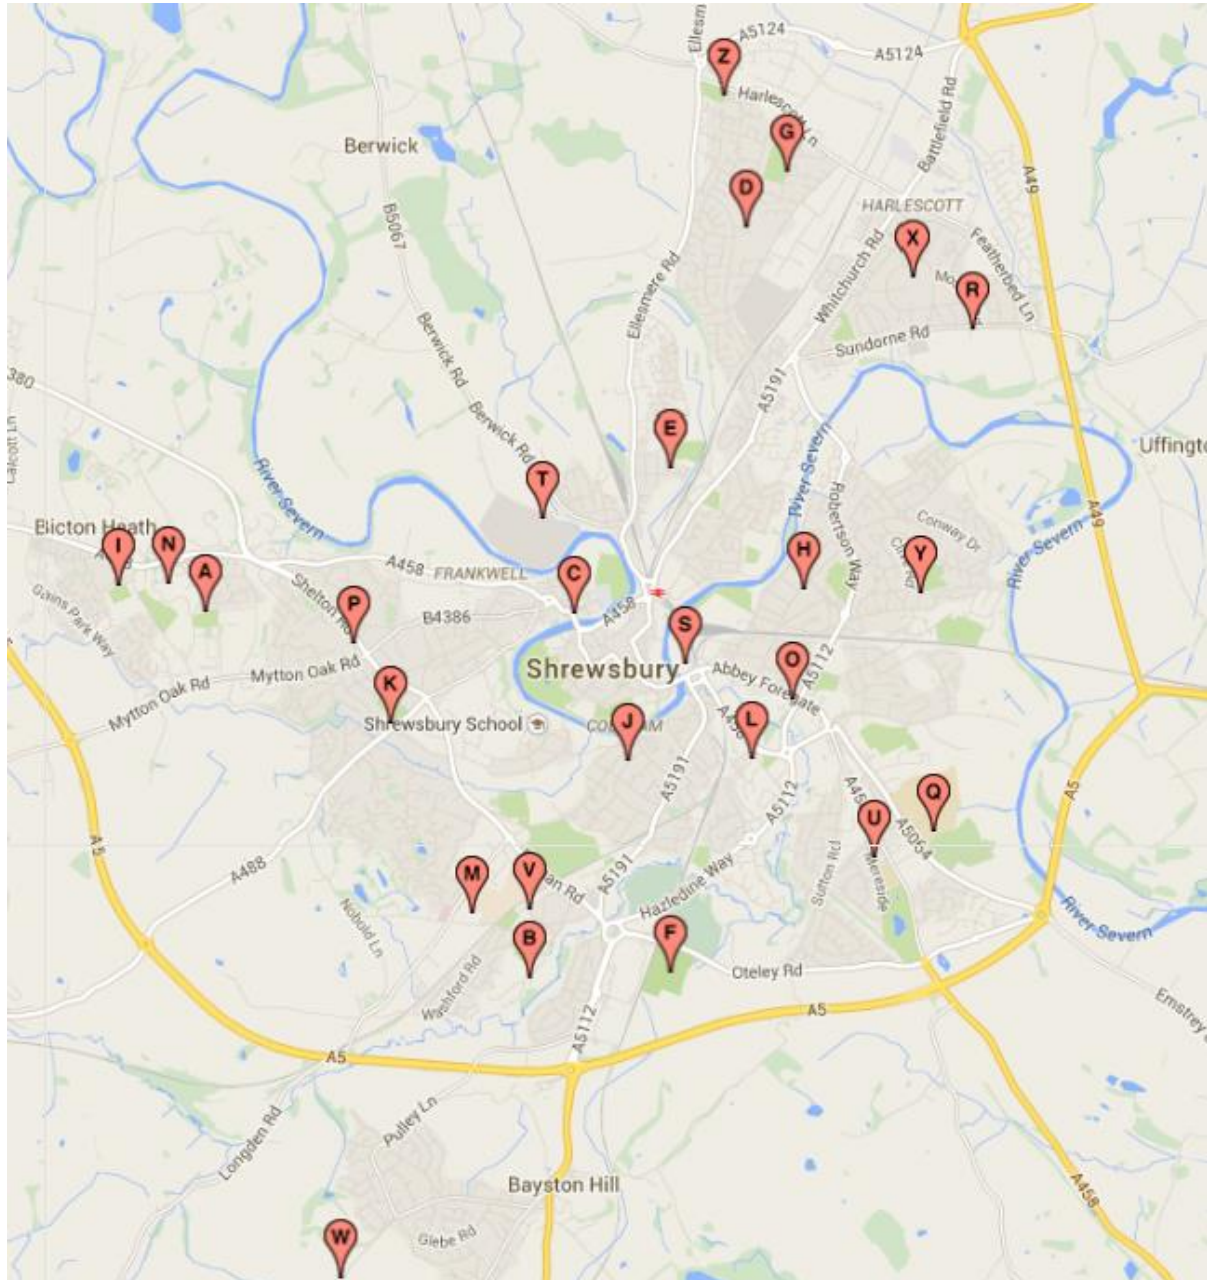 A5124
A5124
Z
Harlescott Ln
G
Battlefield Rd
Berwick
A49
D
HARLESCOTT
B5067
X
Featherbed Ln
R
Ellesmere Rd
Whitchurch Rd
Sundorne Rd
Berwick Rd
A5191
E
Berwick Rd
Uffingt
River Severn
T
River Severn
Robertson Way
A49
Bicton Heath
Conway Dr
I
N
A
A458
FRANKWELL
C
H
Y
River Severn
Gains Park Way
Shelton Rd
P
B4386
A458
S
Mytton Oak Rd
Mytton Oak Rd
Shrewsbury
Abbey Foregate
O
A5112
K
Shrewsbury School
J
L
A5191
A5112
Q
A5
U
A5064
A5
A488
M
V
A5191
Hazledine Way
Sutton Rd
Mereside
Nobold Ln
B
F
Oteley Rd
River Severn
Washford Rd
A5112
A5
Emstrey
A5
Longden Rd
Pulley Ln
Bayston Hill
A458
W
Glebe Rd